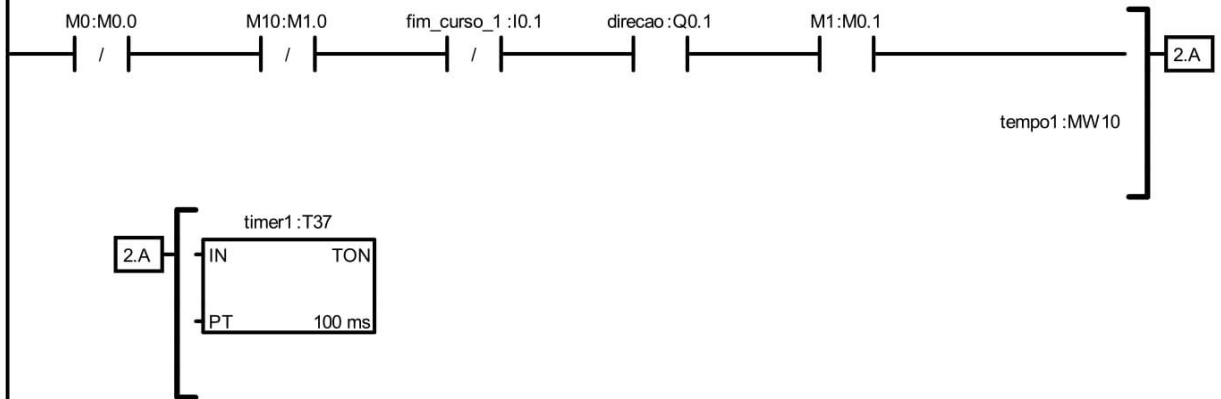 M0:M0.0 M10:M1.0 fim_curso_1:I0.1 direcao:Q0.1 M1:M0.1
/ / /
2.A
tempo1:MW10
timer1:T37
2.A
IN TON
PT 100 ms